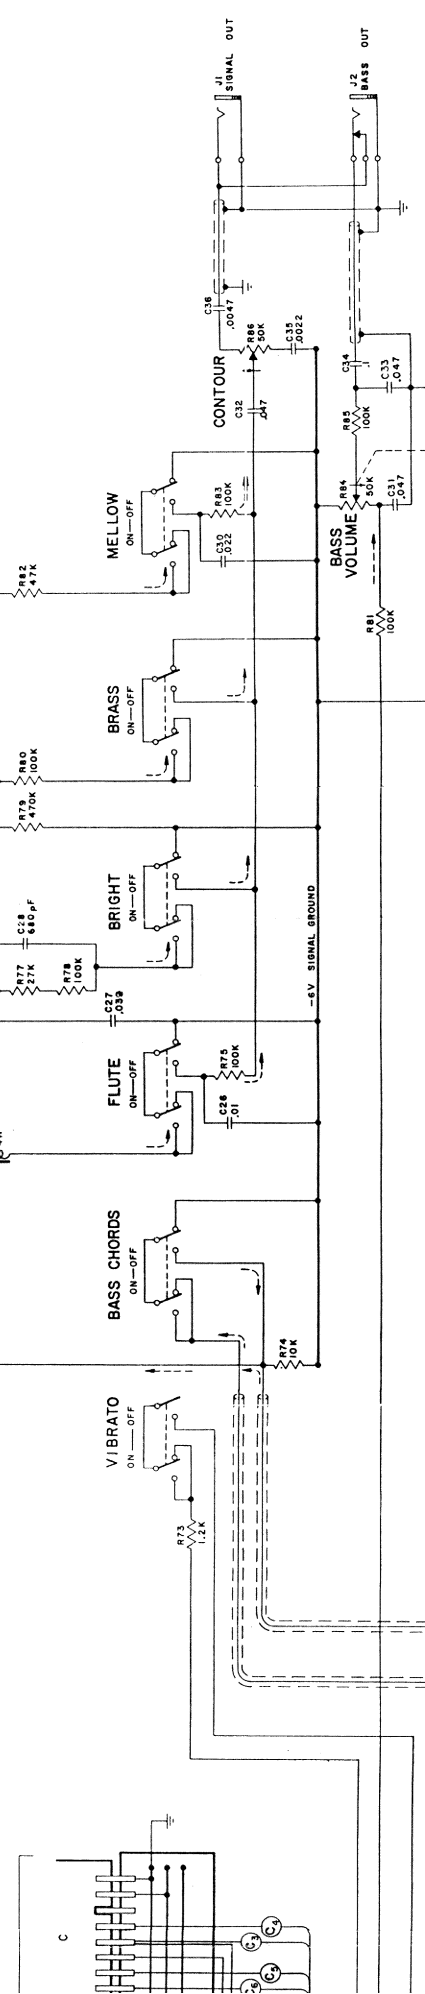 J1
SIGNAL OUT
J2
BASS OUT
C36
.0047
R86
50K
C35
.0022
CONTOUR
C32
.047
C34
.1
C33
.047
R85
100K
R84
50K
C31
.047
BASS
VOLUME
R81
100K
MELLOW
ON—OFF
R83
100K
C30
.022
R82
47K
BRASS
ON—OFF
R80
100K
R79
470K
BRIGHT
ON—OFF
C28
680pF
R77
27K
R78
100K
-6V SIGNAL GROUND
C27
.039
FLUTE
ON—OFF
R75
100K
C26
.01
BASS CHORDS
ON—OFF
R74
10K
VIBRATO
ON—OFF
R73
1.2K
C
C4
C3
C5
C6